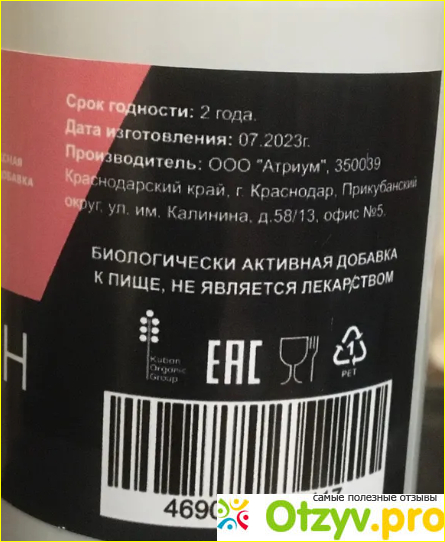 Срок годности: 2 года.
Дата изготовления: 07.2023г.
Производитель: ООО "Атриум", 350039
Краснодарский край, г. Краснодар, Прикубанский
округ, ул. им. Калинина, д.58/13, офис №5.
ДОБАВКА
БИОЛОГИЧЕСКИ АКТИВНАЯ ДОБАВКА
К ПИЩЕ, НЕ ЯВЛЯЕТСЯ ЛЕКАРСТВОМ
Н
Kuban
Organic
Group
EAC
1
PET
самые полезные отзывы
Otzyv.pro